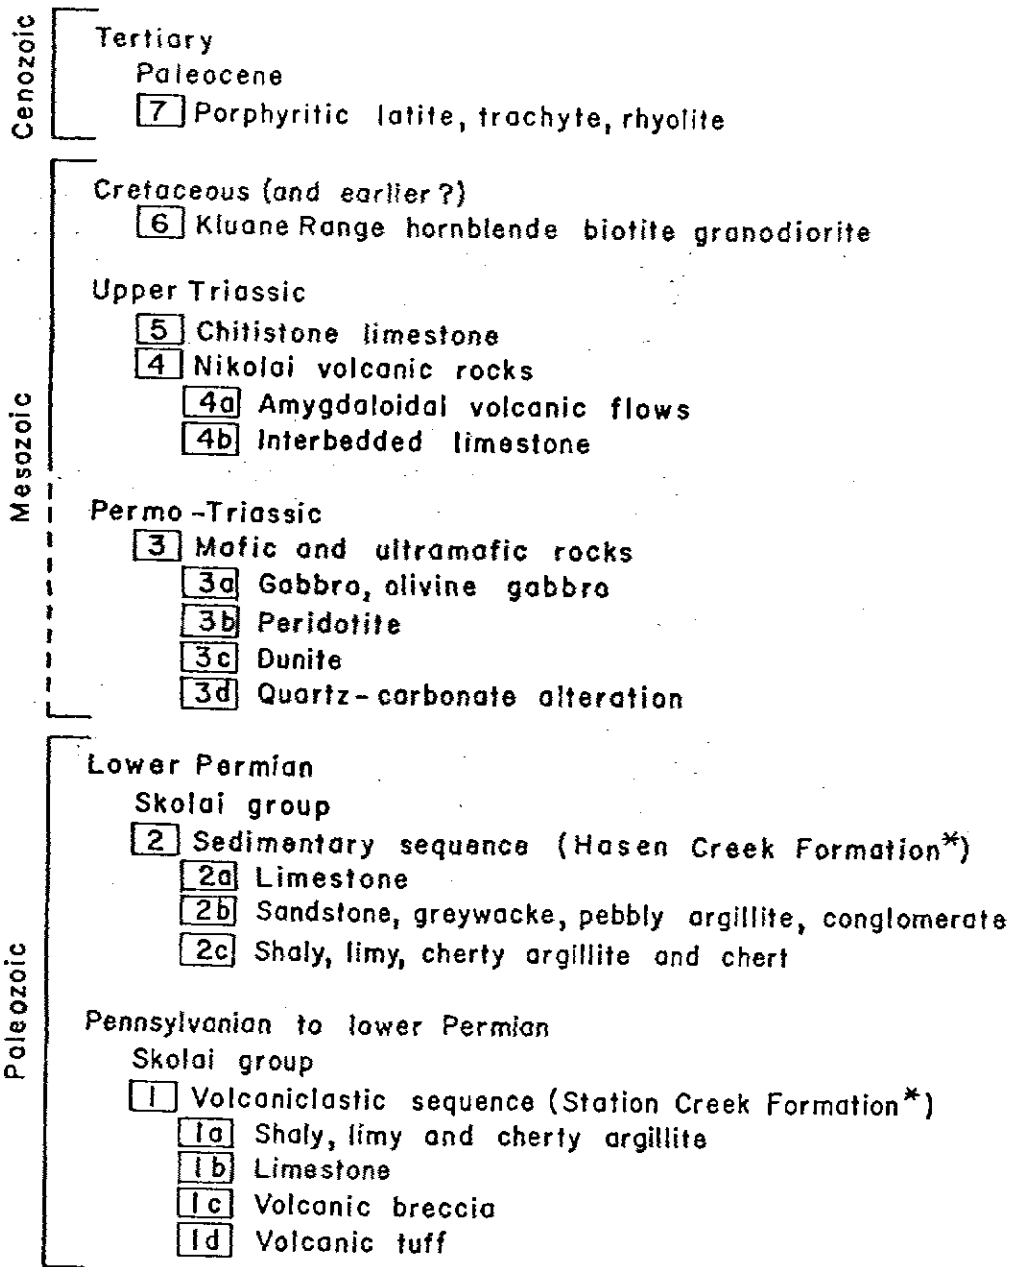 Cenozoic
Tertiary
Paleocene
7 Porphyritic latite, trachyte, rhyolite
Mesozoic
Cretaceous (and earlier?)
6 Kluane Range hornblende biotite granodiorite
Upper Triassic
5 Chitistone limestone
4 Nikolai volcanic rocks
4a Amygdaloidal volcanic flows
4b Interbedded limestone
Permo-Triassic
3 Mafic and ultramafic rocks
3a Gabbro, olivine gabbro
3b Peridotite
3c Dunite
3d Quartz-carbonate alteration
Paleozoic
Lower Permian
Skolai group
2 Sedimentary sequence (Hasen Creek Formation*)
2a Limestone
2b Sandstone, greywacke, pebbly argillite, conglomerate
2c Shaly, limy, cherty argillite and chert
Pennsylvanian to lower Permian
Skolai group
1 Volcaniclastic sequence (Station Creek Formation*)
1a Shaly, limy and cherty argillite
1b Limestone
1c Volcanic breccia
1d Volcanic tuff